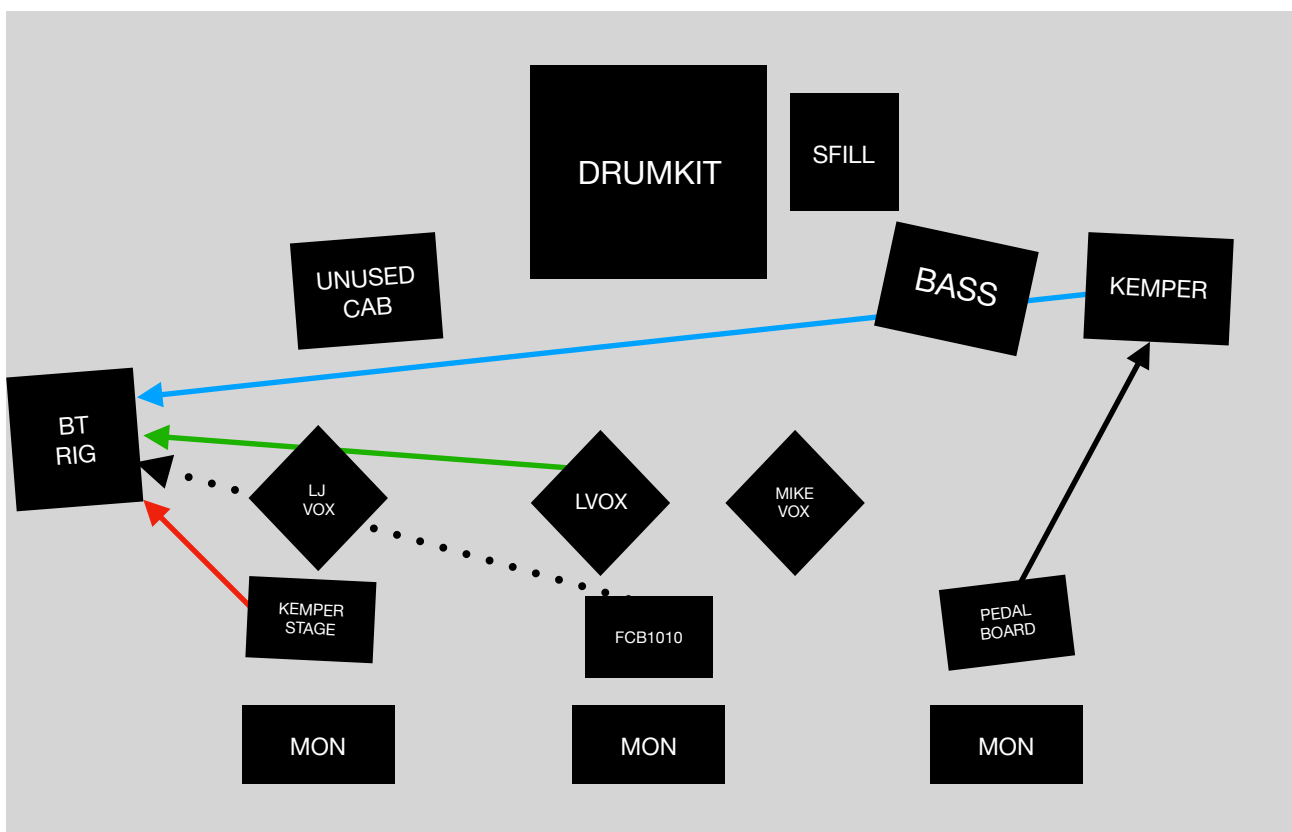 DRUMKIT
SFILL
UNUSED
CAB
BASS
KEMPER
BT
RIG
LJ
VOX
LVOX
MIKE
VOX
KEMPER
STAGE
FCB1010
PEDAL
BOARD
MON
MON
MON